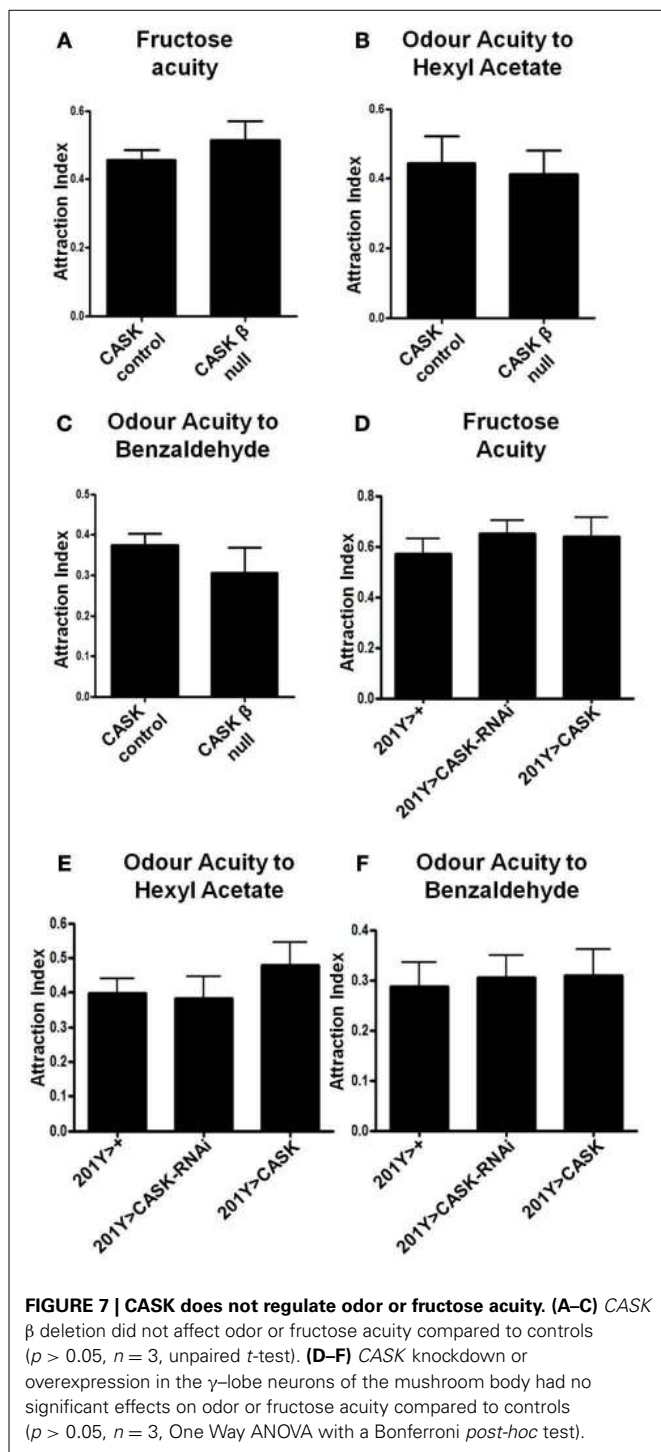 A Fructose
acuity
Attraction Index
0.6
0.4
0.2
0.0
CASK
control
CASK β
null
B Odour Acuity to
Hexyl Acetate
Attraction Index
0.6
0.4
0.2
0.0
CASK
control
CASK β
null
C Odour Acuity to
Benzaldehyde
Attraction Index
0.5
0.4
0.3
0.2
0.1
0.0
CASK
control
CASK β
null
D Fructose
Acuity
Attraction Index
0.8
0.6
0.4
0.2
0.0
201Y>+
201Y>CASK-RNAi
201Y>CASK
E Odour Acuity to
Hexyl Acetate
Attraction Index
0.6
0.5
0.4
0.3
0.2
0.1
0.0
201Y>+
201Y>CASK-RNAi
201Y>CASK
F Odour Acuity to
Benzaldehyde
Attraction Index
0.4
0.3
0.2
0.1
0.0
201Y>+
201Y>CASK-RNAi
201Y>CASK
FIGURE 7 | CASK does not regulate odor or fructose acuity. (A–C) CASK
β deletion did not affect odor or fructose acuity compared to controls
(p > 0.05, n = 3, unpaired t-test). (D–F) CASK knockdown or
overexpression in the γ–lobe neurons of the mushroom body had no
significant effects on odor or fructose acuity compared to controls
(p > 0.05, n = 3, One Way ANOVA with a Bonferroni post-hoc test).